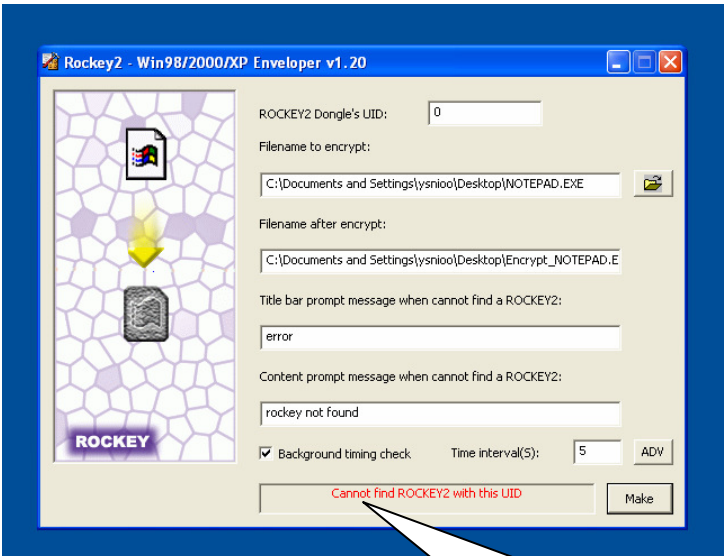 Rockey2 - Win98/2000/XP Enveloper v1.20
ROCKEY2 Dongle's UID: 0
Filename to encrypt:
C:\Documents and Settings\ysnioo\Desktop\NOTEPAD.EXE
Filename after encrypt:
C:\Documents and Settings\ysnioo\Desktop\Encrypt_NOTEPAD.E
Title bar prompt message when cannot find a ROCKEY2:
error
Content prompt message when cannot find a ROCKEY2:
rockey not found
ROCKEY
Background timing check Time interval(S): 5 ADV
Cannot find ROCKEY2 with this UID Make